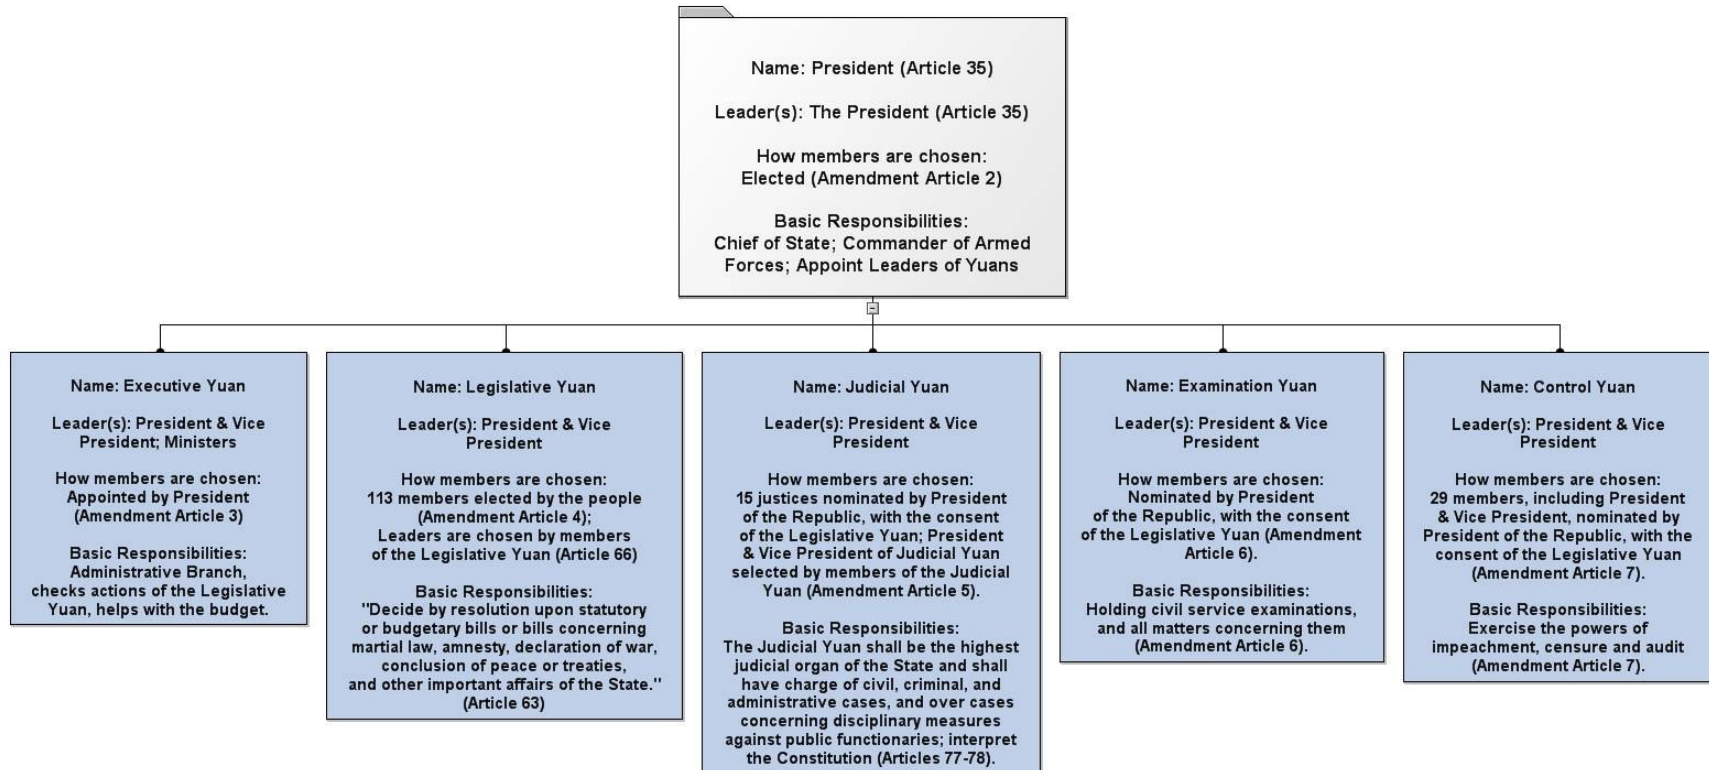 Name: President (Article 35)
Leader(s): The President (Article 35)
How members are chosen:
Elected (Amendment Article 2)
Basic Responsibilities:
Chief of State; Commander of Armed
Forces; Appoint Leaders of Yuans
Name: Executive Yuan
Leader(s): President & Vice
President; Ministers
How members are chosen:
Appointed by President
(Amendment Article 3)
Basic Responsibilities:
Administrative Branch,
checks actions of the Legislative
Yuan, helps with the budget.
Name: Legislative Yuan
Leader(s): President & Vice
President
How members are chosen:
113 members elected by the people
(Amendment Article 4);
Leaders are chosen by members
of the Legislative Yuan (Article 66)
Basic Responsibilities:
"Decide by resolution upon statutory
or budgetary bills or bills concerning
martial law, amnesty, declaration of war,
conclusion of peace or treaties,
and other important affairs of the State."
(Article 63)
Name: Judicial Yuan
Leader(s): President & Vice
President
How members are chosen:
15 justices nominated by President
of the Republic, with the consent
of the Legislative Yuan; President
& Vice President of Judicial Yuan
selected by members of the Judicial
Yuan (Amendment Article 5).
Basic Responsibilities:
The Judicial Yuan shall be the highest
judicial organ of the State and shall
have charge of civil, criminal, and
administrative cases, and over cases
concerning disciplinary measures
against public functionaries; interpret
the Constitution (Articles 77-78).
Name: Examination Yuan
Leader(s): President & Vice
President
How members are chosen:
Nominated by President
of the Republic, with the consent
of the Legislative Yuan (Amendment
Article 6).
Basic Responsibilities:
Holding civil service examinations,
and all matters concerning them
(Amendment Article 6).
Name: Control Yuan
Leader(s): President & Vice
President
How members are chosen:
29 members, including President
& Vice President, nominated by
President of the Republic, with the
consent of the Legislative Yuan
(Amendment Article 7).
Basic Responsibilities:
Exercise the powers of
impeachment, censure and audit
(Amendment Article 7).